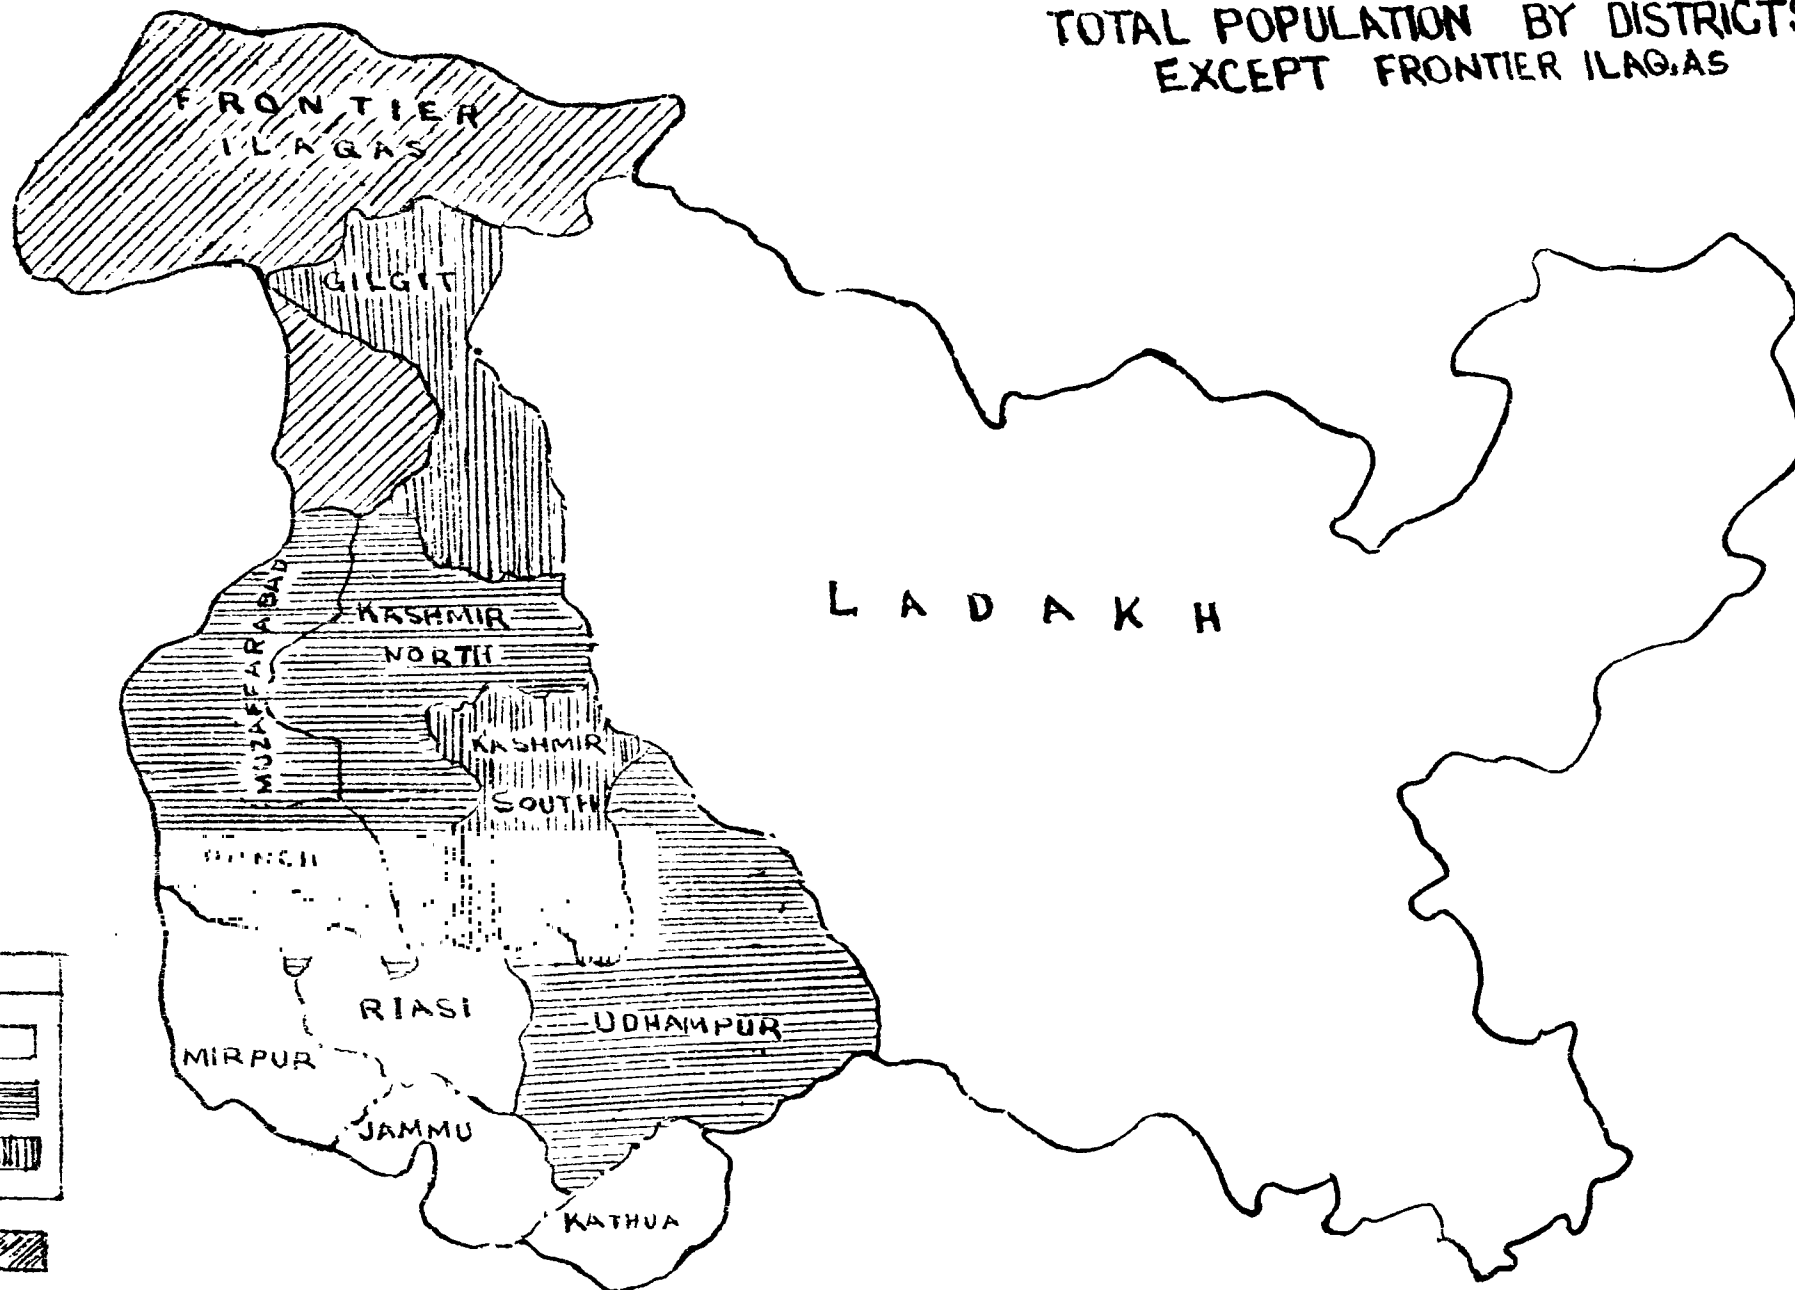 TOTAL POPULATION BY DISTRICTS
EXCEPT FRONTIER ILAQAS
FRONTIER
ILAQAS
GILGIT
LADAKH
MUZAFFARABAD
KASHMIR
NORTH
KASHMIR
SOUTH
RIASI
UDHAMPUR
MIRPUR
JAMMU
KATHUA